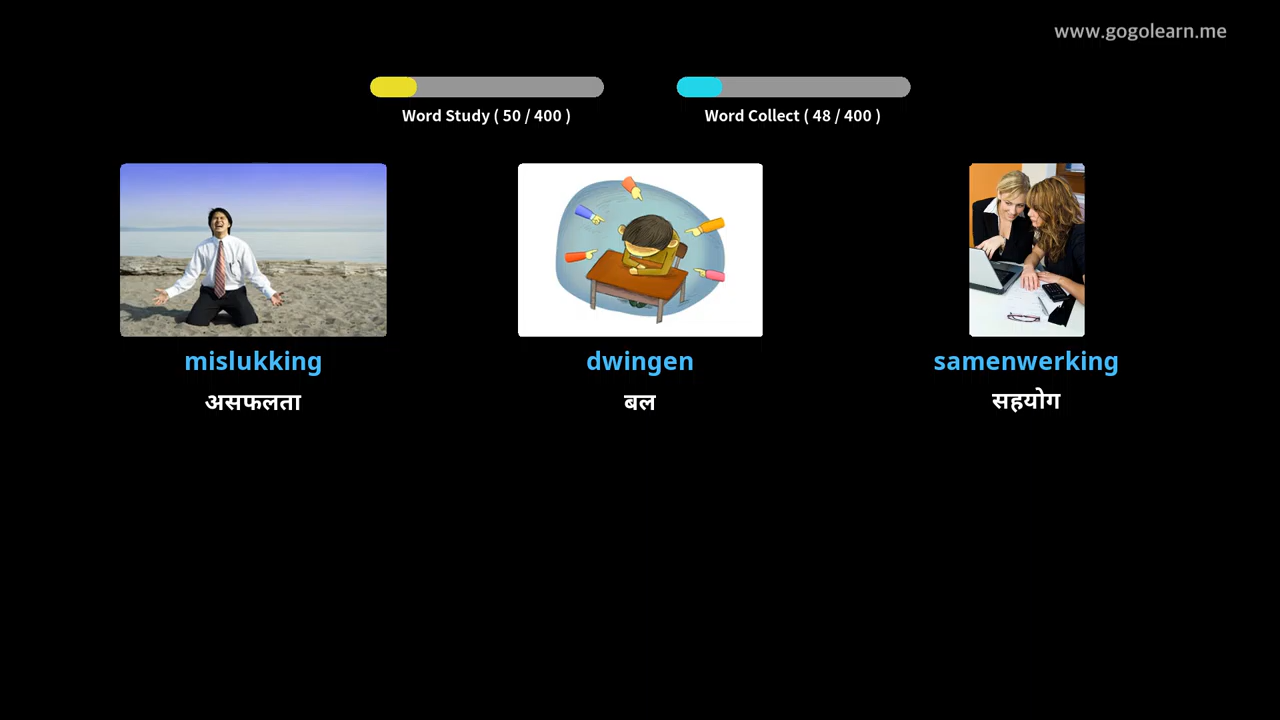 www.gogolearn.me
Word Study ( 50 / 400 )
Word Collect ( 48 / 400 )
mislukking
dwingen
samenwerking
असफलता
बल
सहयोग